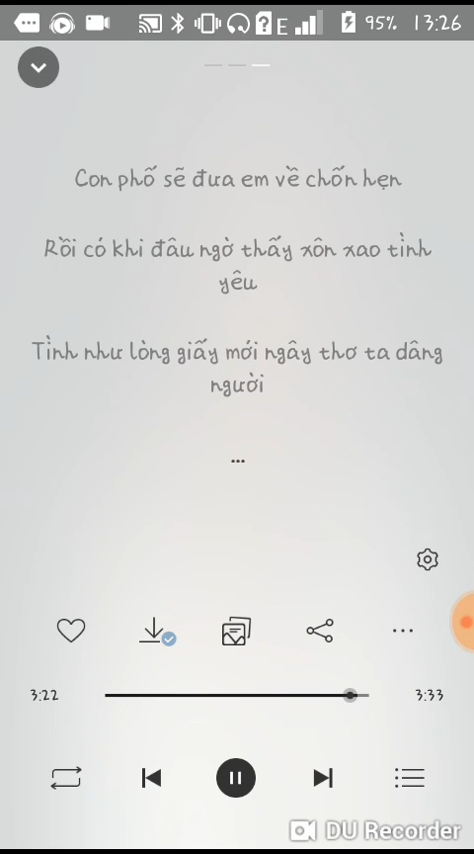 E 95% 13:26
Con phố sẽ đưa em về chốn hẹn
Rồi có khi đâu ngờ thấy xôn xao tình
yêu
Tình như lòng giấy mới ngây thơ ta dâng
người
...
3:22 3:33
DU Recorder